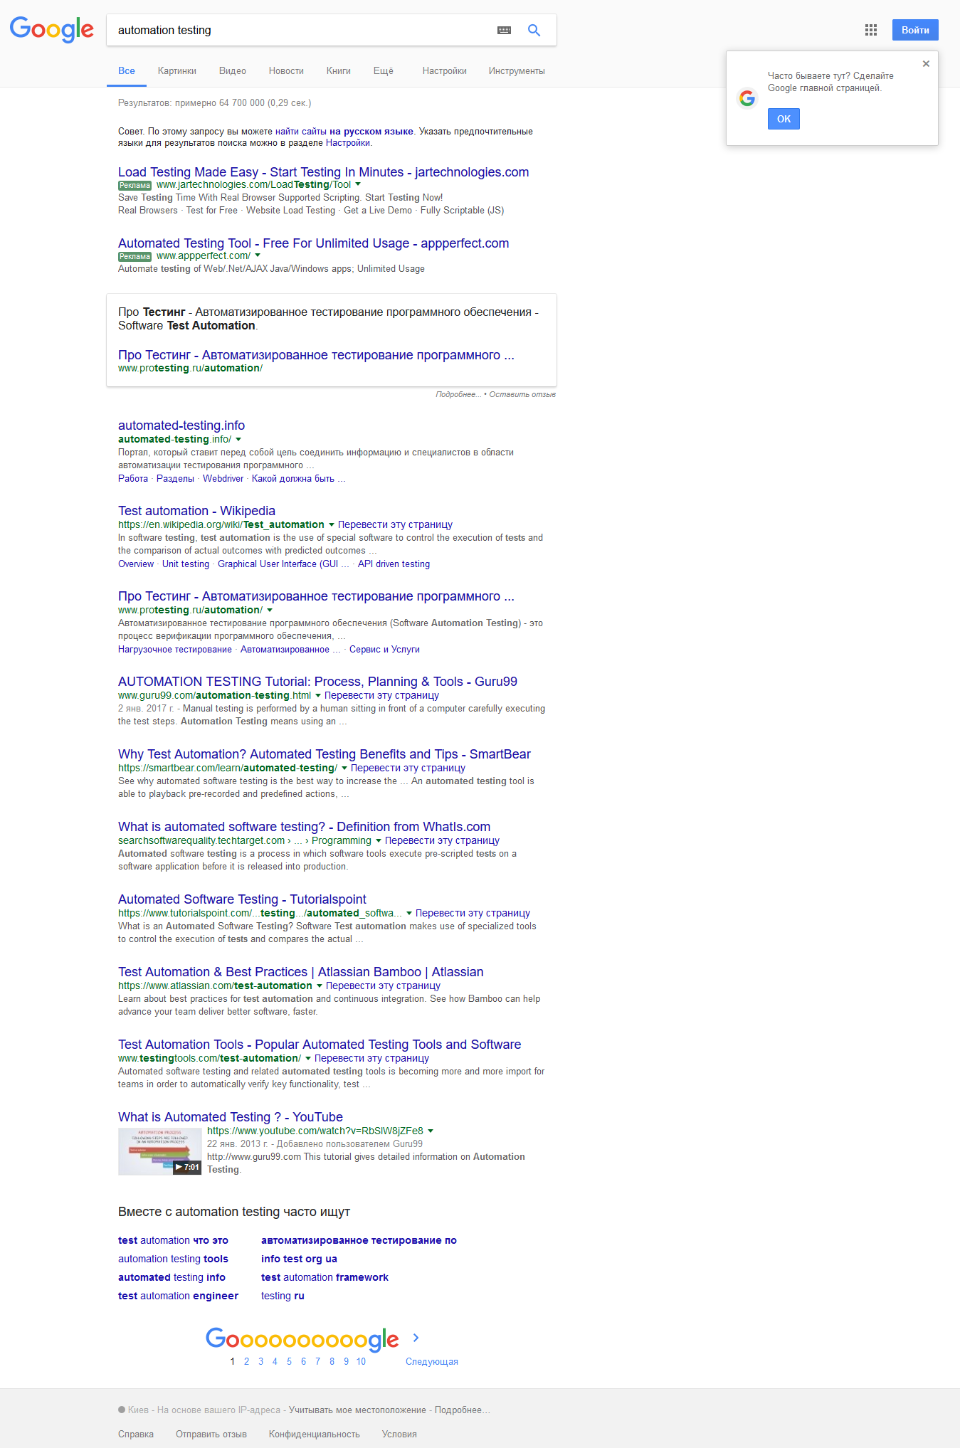 Google
automation testing
Войти
Все Картинки Видео Новости Книги Ещё Настройки Инструменты
Часто бываете тут? Сделайте
Google главной страницей.
ОК
Результатов: примерно 64 700 000 (0,29 сек.)
Совет. По этому запросу вы можете найти сайты на русском языке. Указать предпочтительные
языки для результатов поиска можно в разделе Настройки.
Load Testing Made Easy - Start Testing In Minutes - jartechnologies.com
Реклама www.jartechnologies.com/LoadTesting/Tool
Save Testing Time With Real Browser Supported Scripting. Start Testing Now!
Real Browsers · Test for Free · Website Load Testing · Get a Live Demo · Fully Scriptable (JS)
Automated Testing Tool - Free For Unlimited Usage - appperfect.com
Реклама www.appperfect.com/
Automate testing of Web/.Net/AJAX Java/Windows apps; Unlimited Usage
Про Тестинг - Автоматизированное тестирование программного обеспечения -
Software Test Automation.
Про Тестинг - Автоматизированное тестирование программного ...
www.protesting.ru/automation/
Подробнее... • Оставить отзыв
automated-testing.info
automated-testing.info/
Портал, который ставит перед собой цель соединить информацию и специалистов в области
автоматизации тестирования программного ...
Работа · Разделы · Webdriver · Какой должна быть ...
Test automation - Wikipedia
https://en.wikipedia.org/wiki/Test_automation Перевести эту страницу
In software testing, test automation is the use of special software to control the execution of tests and
the comparison of actual outcomes with predicted outcomes ...
Overview · Unit testing · Graphical User Interface (GUI ... · API driven testing
Про Тестинг - Автоматизированное тестирование программного ...
www.protesting.ru/automation/
Автоматизированное тестирование программного обеспечения (Software Automation Testing) - это
процесс верификации программного обеспечения, ...
Нагрузочное тестирование · Автоматизированное ... · Сервис и Услуги
AUTOMATION TESTING Tutorial: Process, Planning & Tools - Guru99
www.guru99.com/automation-testing.html Перевести эту страницу
2 янв. 2017 г. - Manual testing is performed by a human sitting in front of a computer carefully executing
the test steps. Automation Testing means using an ...
Why Test Automation? Automated Testing Benefits and Tips - SmartBear
https://smartbear.com/learn/automated-testing/ Перевести эту страницу
See why automated software testing is the best way to increase the ... An automated testing tool is
able to playback pre-recorded and predefined actions, ...
What is automated software testing? - Definition from WhatIs.com
searchsoftwarequality.techtarget.com › ... › Programming Перевести эту страницу
Automated software testing is a process in which software tools execute pre-scripted tests on a
software application before it is released into production.
Automated Software Testing - Tutorialspoint
https://www.tutorialspoint.com/...testing.../automated_softwa... Перевести эту страницу
What is an Automated Software Testing? Software Test automation makes use of specialized tools
to control the execution of tests and compares the actual ...
Test Automation & Best Practices | Atlassian Bamboo | Atlassian
https://www.atlassian.com/test-automation Перевести эту страницу
Learn about best practices for test automation and continuous integration. See how Bamboo can help
advance your team deliver better software, faster.
Test Automation Tools - Popular Automated Testing Tools and Software
www.testingtools.com/test-automation/ Перевести эту страницу
Automated software testing and related automated testing tools is becoming more and more import for
teams in order to automatically verify key functionality, test ...
What is Automated Testing ? - YouTube
https://www.youtube.com/watch?v=RbSlW8jZFe8
22 янв. 2013 г. - Добавлено пользователем Guru99
http://www.guru99.com This tutorial gives detailed information on Automation
Testing.
7:01
Вместе с automation testing часто ищут
test automation что это автоматизированное тестирование по
automation testing tools info test org ua
automated testing info test automation framework
test automation engineer testing ru
Goooooooooogle
1 2 3 4 5 6 7 8 9 10 Следующая
Киев - На основе вашего IP-адреса - Учитывать мое местоположение - Подробнее...
Справка Отправить отзыв Конфиденциальность Условия